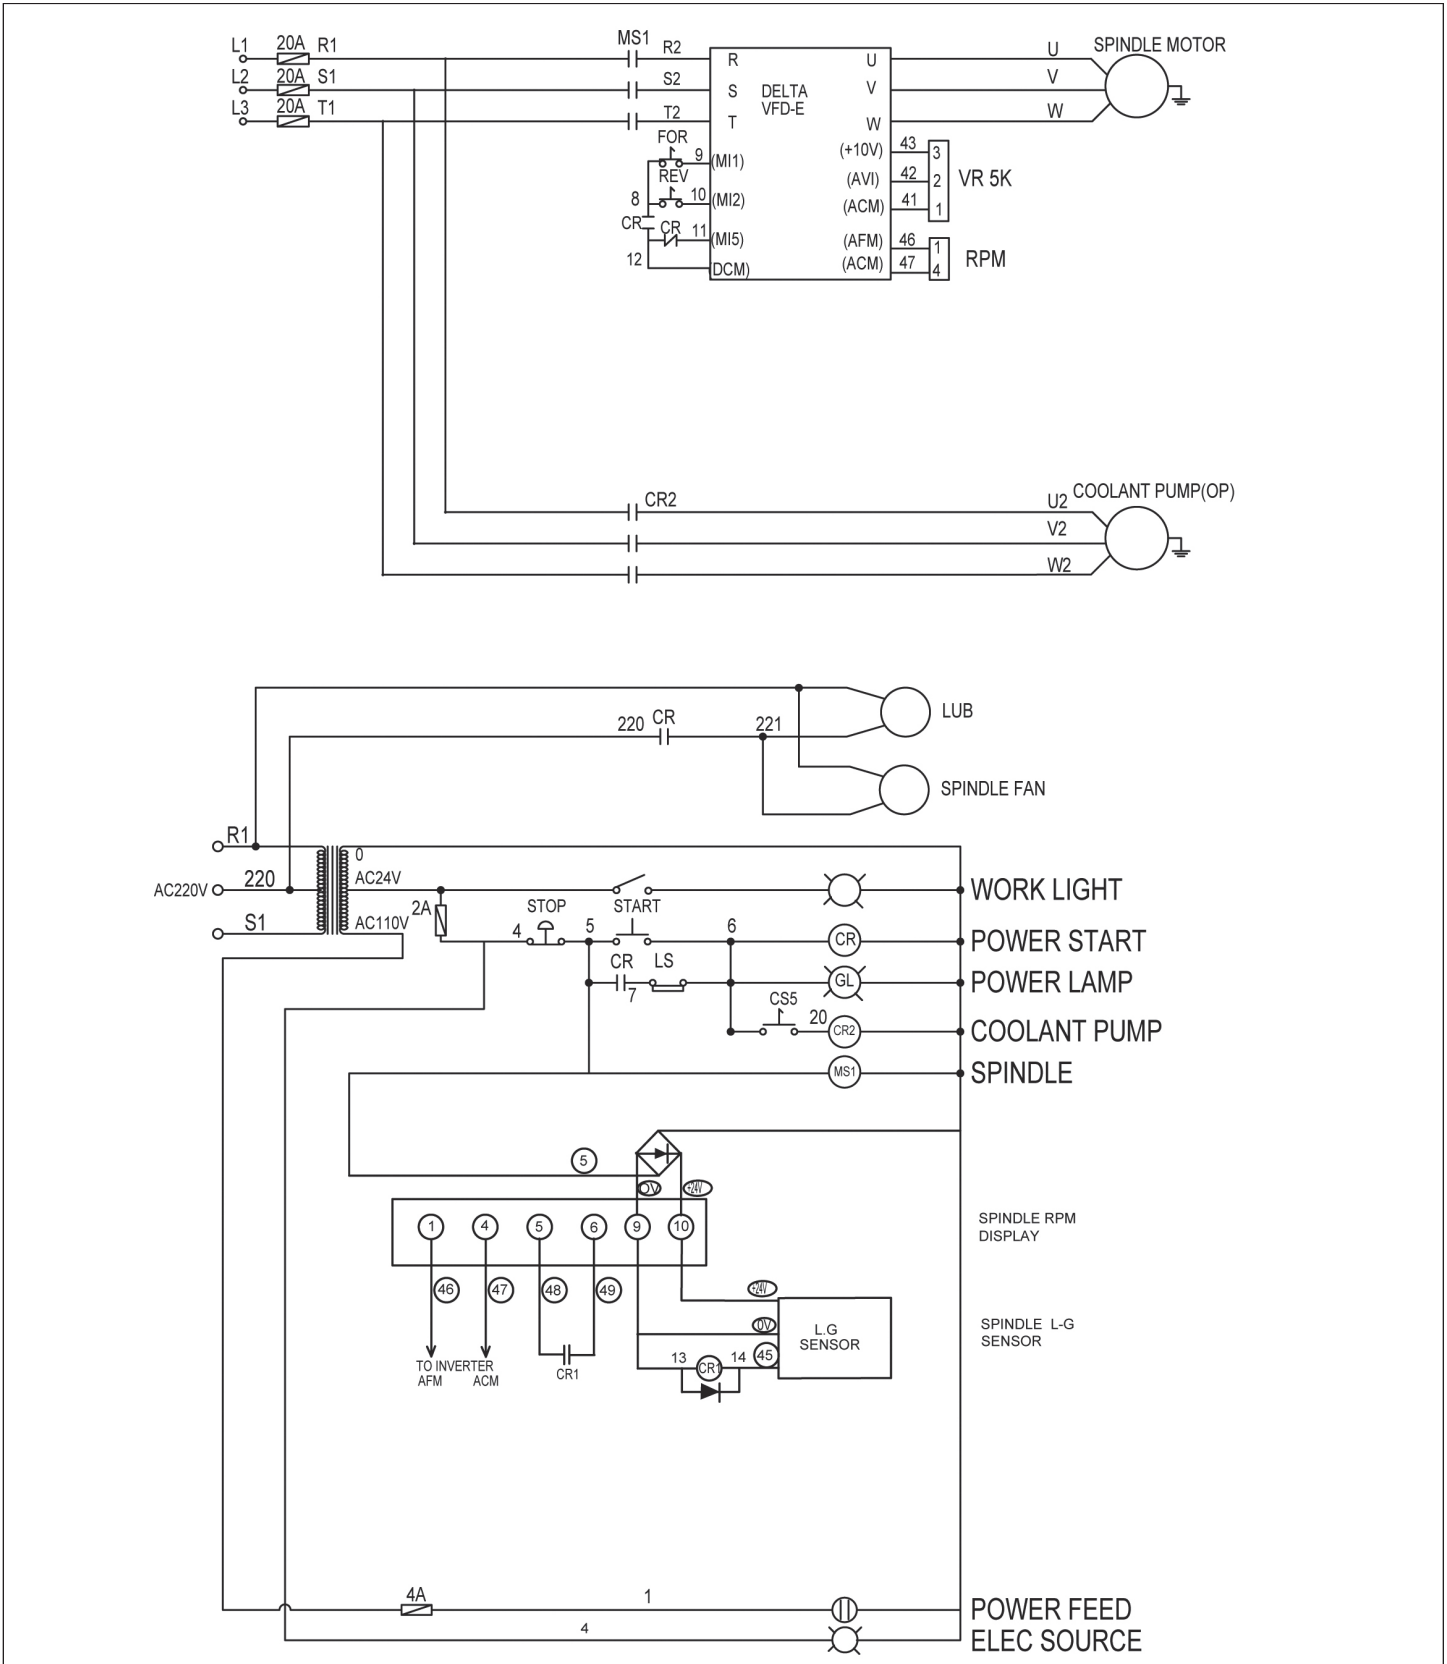 L1 20A R1 MS1 R2 R U U SPINDLE MOTOR
L2 20A S1 S2 S DELTA V V
VFD-E
L3 20A T1 T2 T W W
FOR 9 (MI1) (+10V) 43 3
REV (AVI) 42 2 VR 5K
8 10 (MI2) (ACM) 41 1
CR CR 11 (MI5) (AFM) 46 1
RPM
12 (DCM) (ACM) 47 4
CR2 U2 COOLANT PUMP(OP)
V2
W2
LUB
220 CR 221
SPINDLE FAN
R1
0
AC220V 220 AC24V WORK LIGHT
S1 AC110V 2A STOP START
4 5 6 CR POWER START
CR LS
7 GL POWER LAMP
CS5
20 CR2 COOLANT PUMP
MS1 SPINDLE
5
0V +24V
1 4 5 6 9 10 SPINDLE RPM
DISPLAY
46 47 48 49 +24V
0V L.G SPINDLE L-G
SENSOR SENSOR
13 CR1 14 45
TO INVERTER
AFM ACM CR1
4A 1 POWER FEED
4 ELEC SOURCE